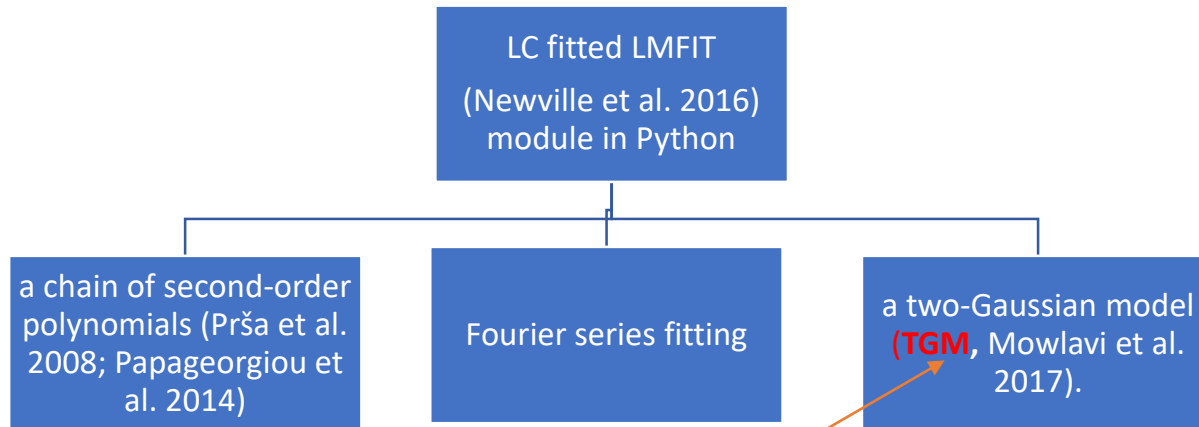 LC fitted LMFIT
(Newville et al. 2016)
module in Python
a chain of second-order
polynomials (Prša et al.
2008; Papageorgiou et
al. 2014)
Fourier series fitting
a two-Gaussian model
(TGM, Mowlavi et al.
2017).